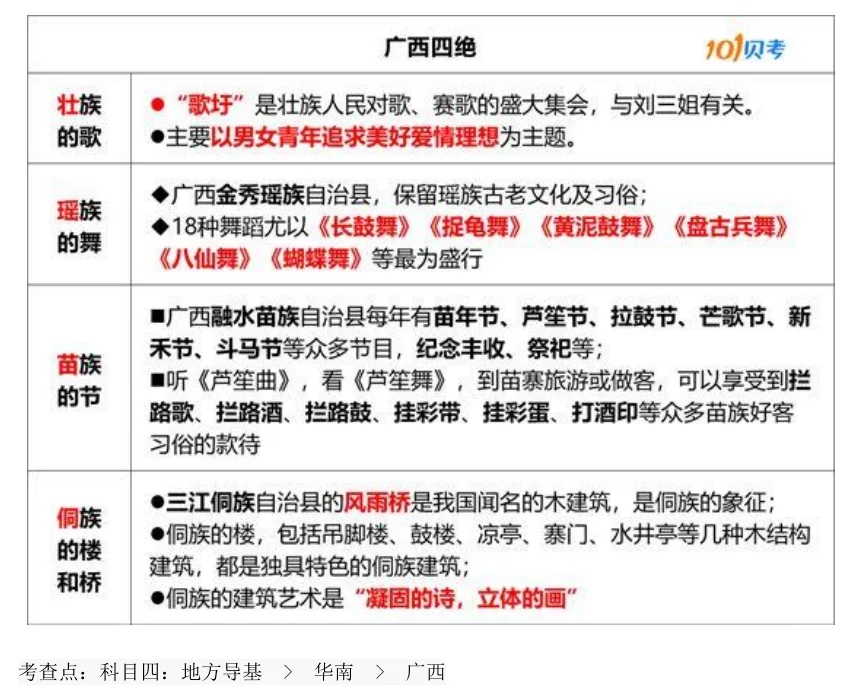 广西四绝
101贝考
壮族
的歌
●“歌圩”是壮族人民对歌、赛歌的盛大集会，与刘三姐有关。
●主要以男女青年追求美好爱情理想为主题。
瑶族
的舞
◆广西金秀瑶族自治县，保留瑶族古老文化及习俗；
◆18种舞蹈尤以《长鼓舞》《捉龟舞》《黄泥鼓舞》《盘古兵舞》
《八仙舞》《蝴蝶舞》等最为盛行
苗族
的节
■广西融水苗族自治县每年有苗年节、芦笙节、拉鼓节、芒歌节、新
禾节、斗马节等众多节目，纪念丰收、祭祀等；
■听《芦笙曲》，看《芦笙舞》，到苗寨旅游或做客，可以享受到拦
路歌、拦路酒、拦路鼓、挂彩带、挂彩蛋、打酒印等众多苗族好客
习俗的款待
侗族
的楼
和桥
●三江侗族自治县的风雨桥是我国闻名的木建筑，是侗族的象征；
●侗族的楼，包括吊脚楼、鼓楼、凉亭、寨门、水井亭等几种木结构
建筑，都是独具特色的侗族建筑；
●侗族的建筑艺术是“凝固的诗，立体的画”
考查点：科目四：地方导基 > 华南 > 广西